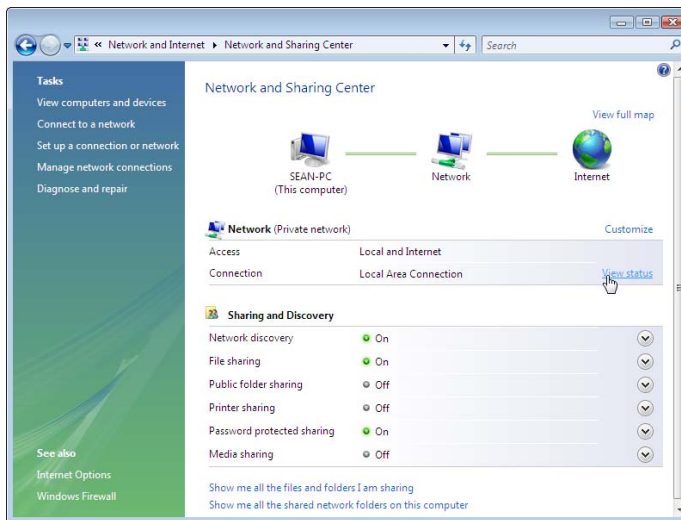 « Network and Internet ▸ Network and Sharing Center Search
Tasks
View computers and devices
Connect to a network
Set up a connection or network
Manage network connections
Diagnose and repair
See also
Internet Options
Windows Firewall
Network and Sharing Center
View full map
SEAN-PC
(This computer)
Network
Internet
Network (Private network) Customize
Access Local and Internet
Connection Local Area Connection View status
Sharing and Discovery
Network discovery On
File sharing On
Public folder sharing Off
Printer sharing Off
Password protected sharing On
Media sharing Off
Show me all the files and folders I am sharing
Show me all the shared network folders on this computer